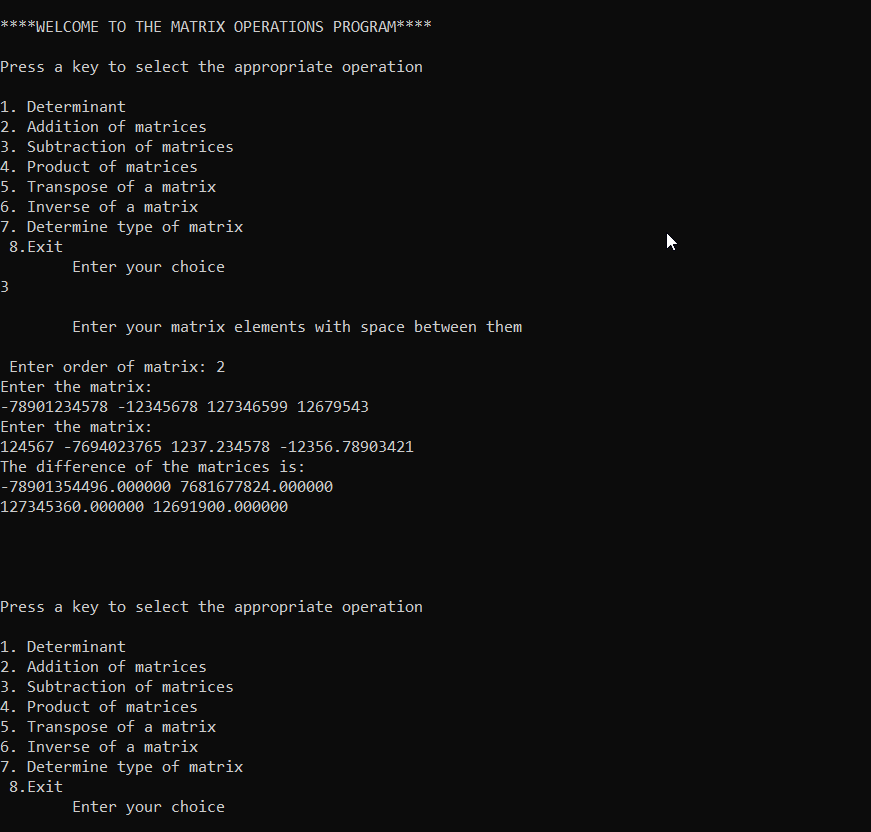 ****WELCOME TO THE MATRIX OPERATIONS PROGRAM****
Press a key to select the appropriate operation
1. Determinant
2. Addition of matrices
3. Subtraction of matrices
4. Product of matrices
5. Transpose of a matrix
6. Inverse of a matrix
7. Determine type of matrix
8.Exit
Enter your choice
3
Enter your matrix elements with space between them
Enter order of matrix: 2
Enter the matrix:
-78901234578 -12345678 127346599 12679543
Enter the matrix:
124567 -7694023765 1237.234578 -12356.78903421
The difference of the matrices is:
-78901354496.000000 7681677824.000000
127345360.000000 12691900.000000
Press a key to select the appropriate operation
1. Determinant
2. Addition of matrices
3. Subtraction of matrices
4. Product of matrices
5. Transpose of a matrix
6. Inverse of a matrix
7. Determine type of matrix
8.Exit
Enter your choice